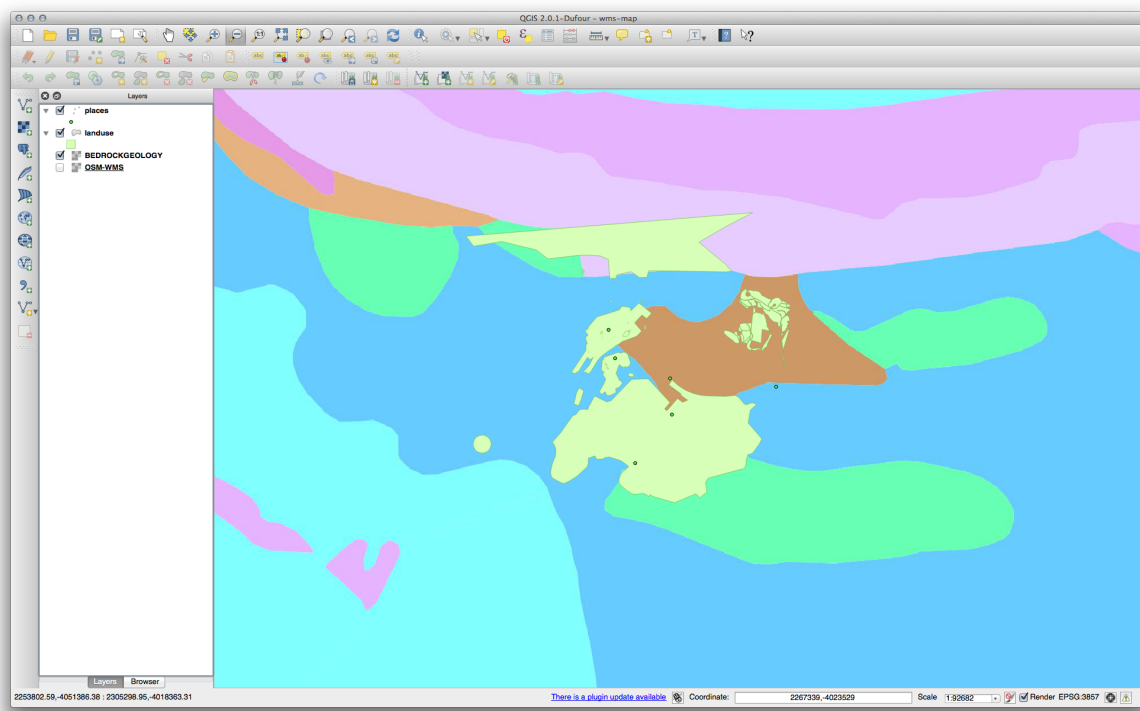 QGIS 2.0.1-Dufour - wms-map
Layers
places
landuse
BEDROCKGEOLOGY
OSM-WMS
Layers Browser
2253802.59,-4051386.38 : 2305298.95,-4018363.31
There is a plugin update available
Coordinate: 2267339,-4023529
Scale 1:92682
Render EPSG:3857